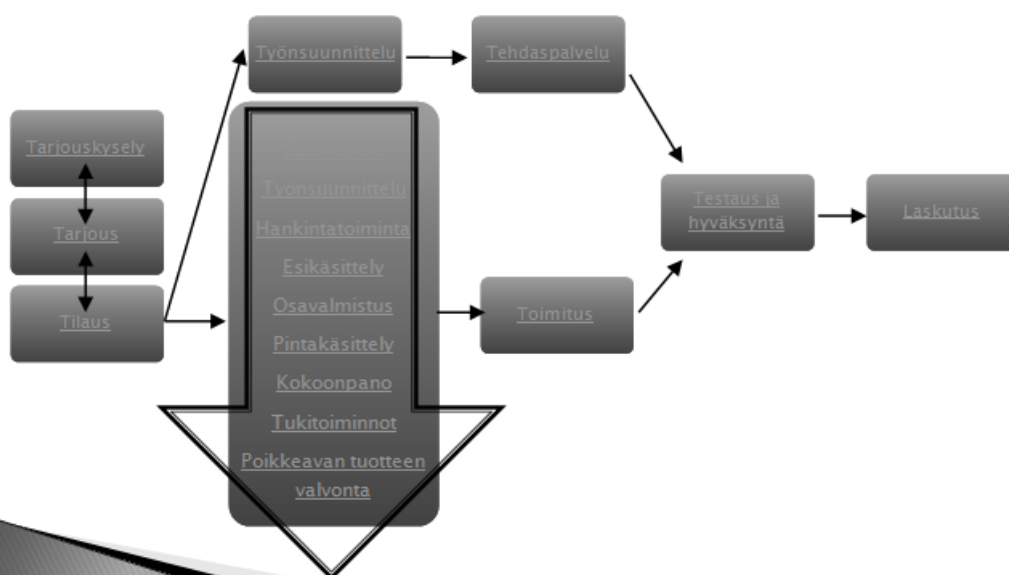 Työnsuunnittelu
Tehdaspalvelu
Tarjouskysely
Tarjous
Tilaus
Työnsuunnittelu
Hankintatoiminta
Esikäsittely
Osavalmistus
Pintakäsittely
Kokoonpano
Tukitoiminnot
Poikkeavan tuotteen
valvonta
Toimitus
Testaus ja
hyväksyntä
Laskutus